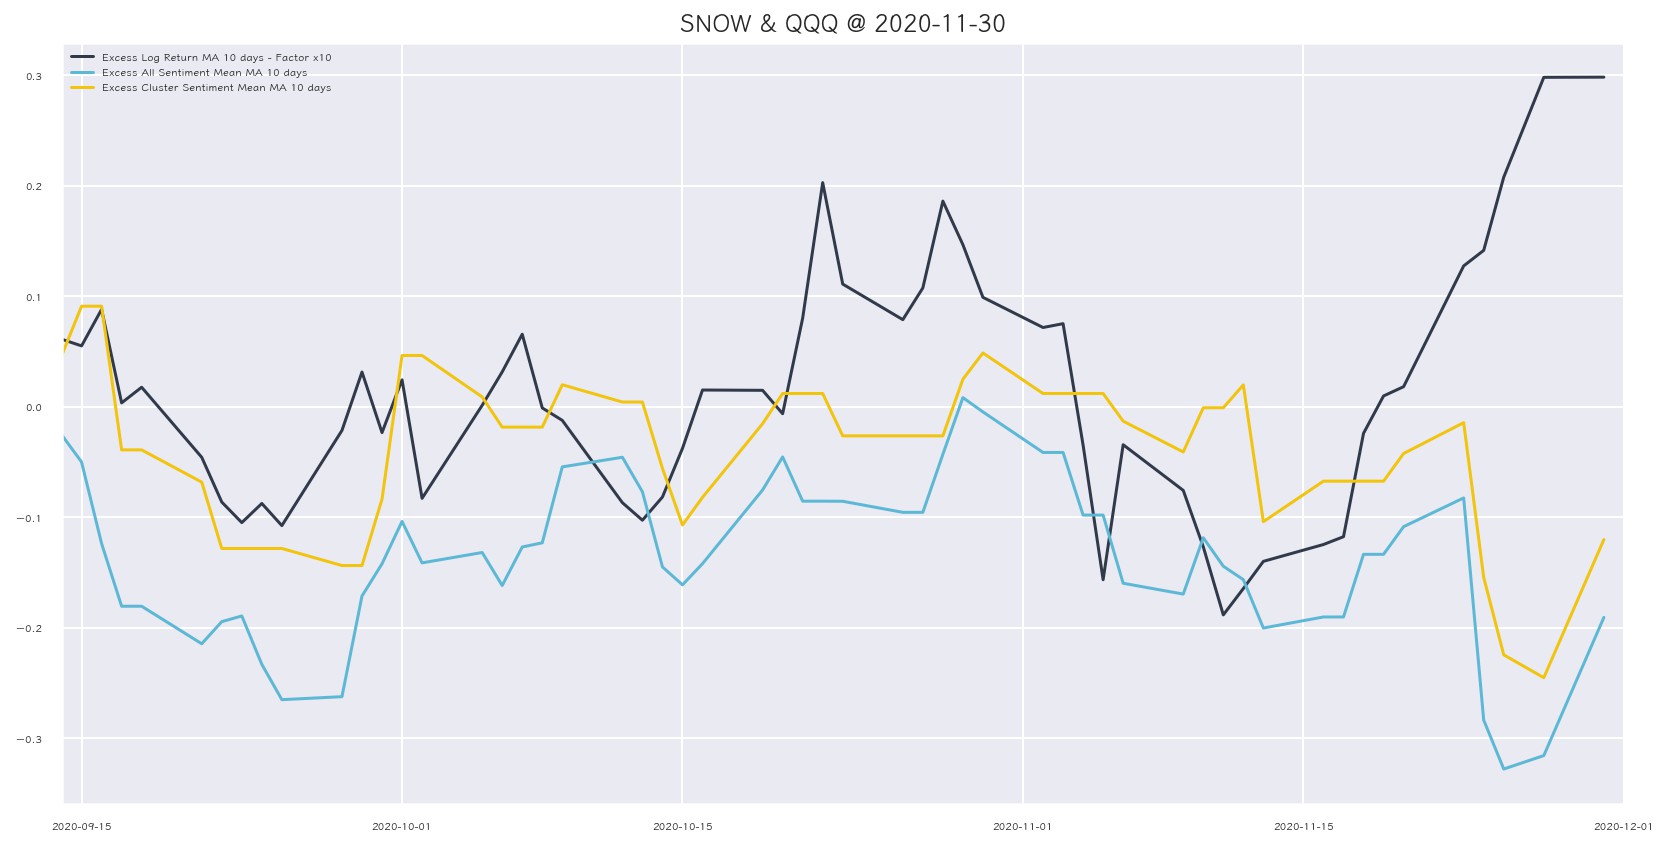 SNOW & QQQ @ 2020-11-30
Excess Log Return MA 10 days - Factor x10
Excess All Sentiment Mean MA 10 days
Excess Cluster Sentiment Mean MA 10 days
0.3
0.2
0.1
0.0
−0.1
−0.2
−0.3
2020-09-15 2020-10-01 2020-10-15 2020-11-01 2020-11-15 2020-12-01